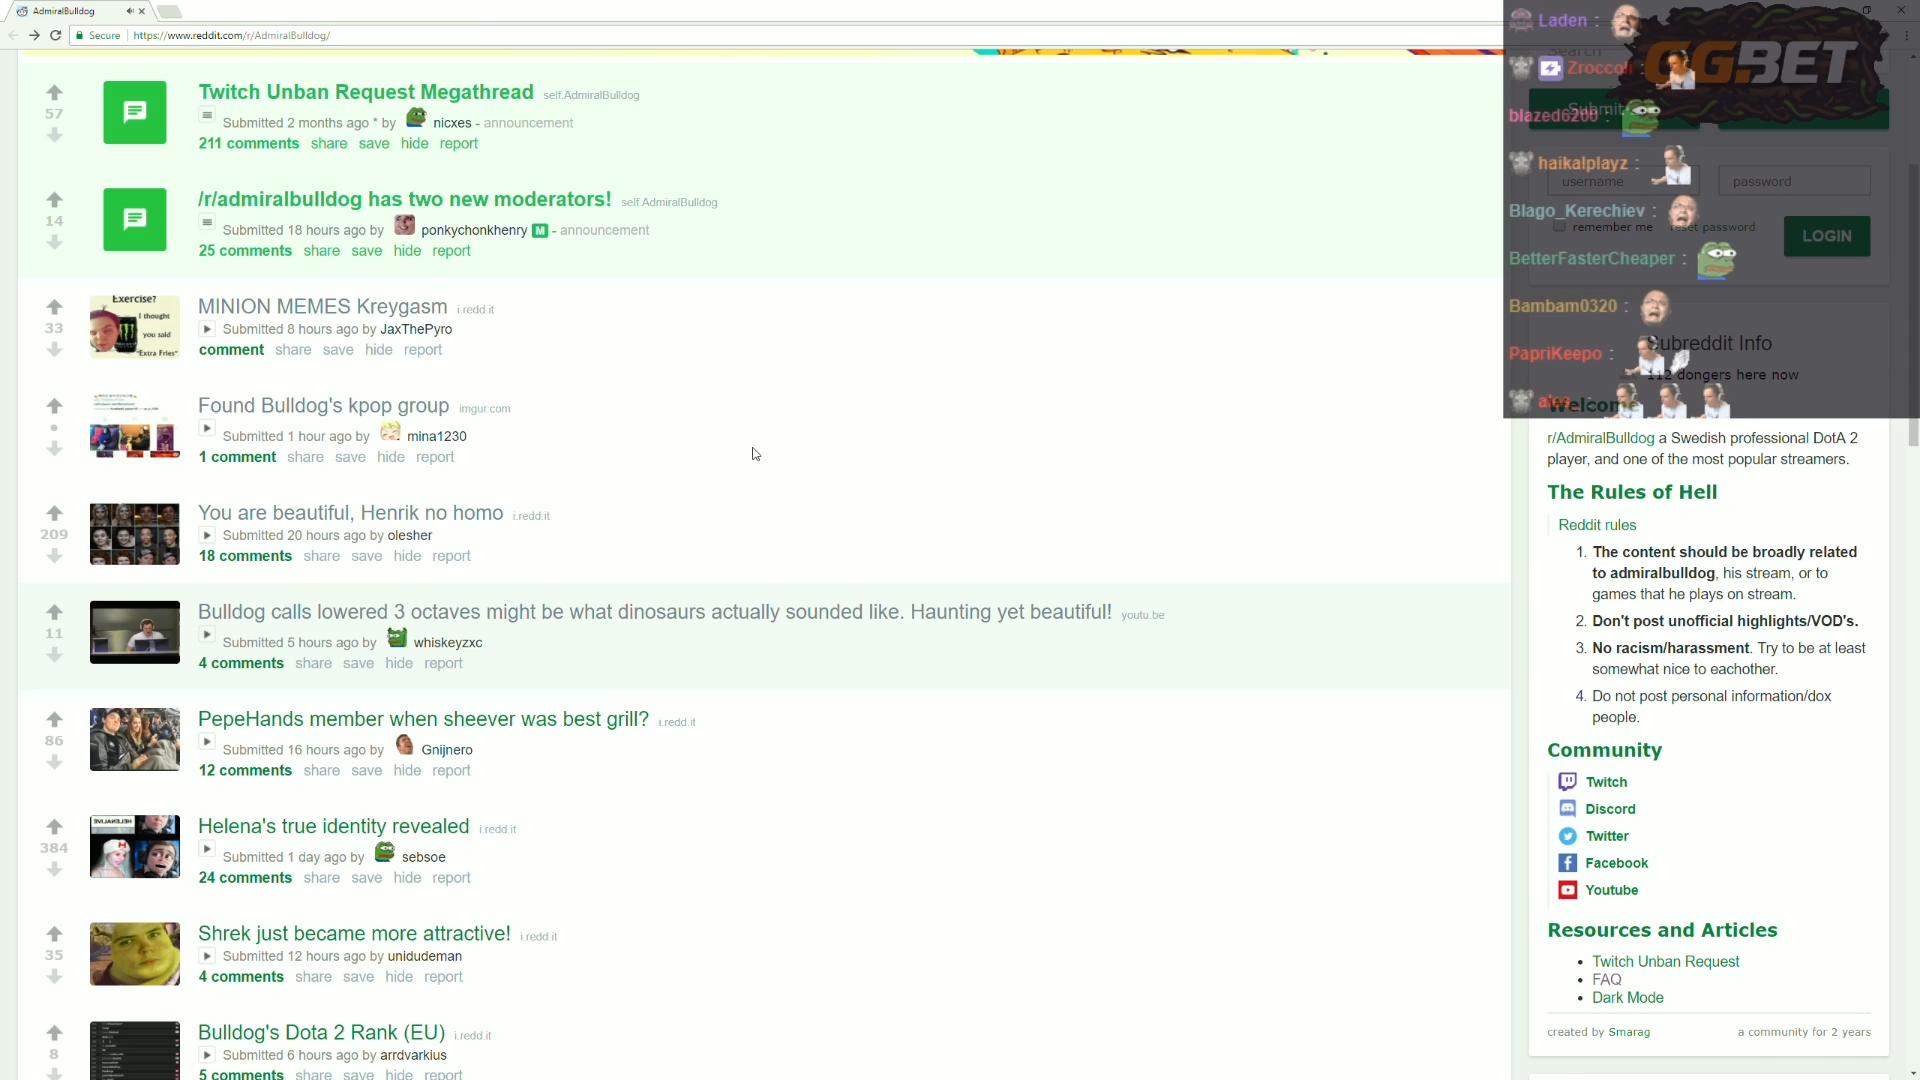 AdmiralBulldog
Secure https://www.reddit.com/r/AdmiralBulldog/
57
Twitch Unban Request Megathread self.AdmiralBulldog
Submitted 2 months ago * by nicxes - announcement
211 comments share save hide report
14
/r/admiralbulldog has two new moderators! self.AdmiralBulldog
Submitted 18 hours ago by ponkychonkhenry M - announcement
25 comments share save hide report
33
Exercise?
I thought
you said
"Extra Fries"
MINION MEMES Kreygasm i.redd.it
Submitted 8 hours ago by JaxThePyro
comment share save hide report
•
Found Bulldog's kpop group imgur.com
Submitted 1 hour ago by mina1230
1 comment share save hide report
209
You are beautiful, Henrik no homo i.redd.it
Submitted 20 hours ago by olesher
18 comments share save hide report
11
Bulldog calls lowered 3 octaves might be what dinosaurs actually sounded like. Haunting yet beautiful! youtu.be
Submitted 5 hours ago by whiskeyzxc
4 comments share save hide report
86
PepeHands member when sheever was best grill? i.redd.it
Submitted 16 hours ago by Gnijnero
12 comments share save hide report
384
Helena's true identity revealed i.redd.it
Submitted 1 day ago by sebsoe
24 comments share save hide report
35
Shrek just became more attractive! i.redd.it
Submitted 12 hours ago by unidudeman
4 comments share save hide report
8
Bulldog's Dota 2 Rank (EU) i.redd.it
Submitted 6 hours ago by arrdvarkius
5 comments share save hide report
Laden :
Search
GG.BET
Zroccoli :
Submit
blazed6200 :
haikalplayz :
username
password
Blago_Kerechiev :
remember me reset password
LOGIN
BetterFasterCheaper :
Bambam0320 :
Subreddit Info
PapriKeepo :
112 dongers here now
Welcome
r/AdmiralBulldog a Swedish professional DotA 2
player, and one of the most popular streamers.
The Rules of Hell
Reddit rules
1. The content should be broadly related
to admiralbulldog, his stream, or to
games that he plays on stream.
2. Don't post unofficial highlights/VOD's.
3. No racism/harassment. Try to be at least
somewhat nice to eachother.
4. Do not post personal information/dox
people.
Community
Twitch
Discord
Twitter
Facebook
Youtube
Resources and Articles
• Twitch Unban Request
• FAQ
• Dark Mode
created by Smarag
a community for 2 years